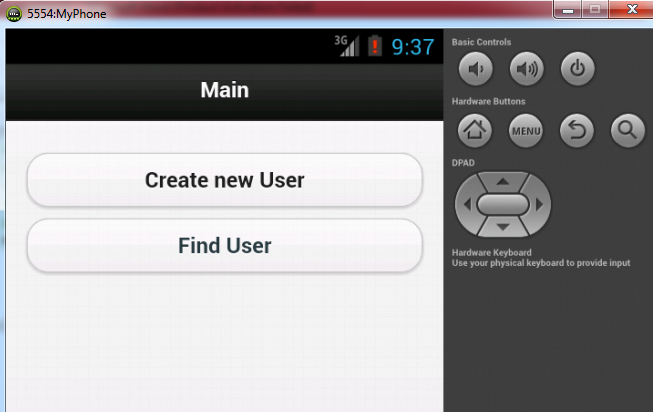 5554:MyPhone
3G
9:37
Main
Create new User
Find User
Basic Controls
Hardware Buttons
MENU
DPAD
Hardware Keyboard
Use your physical keyboard to provide input